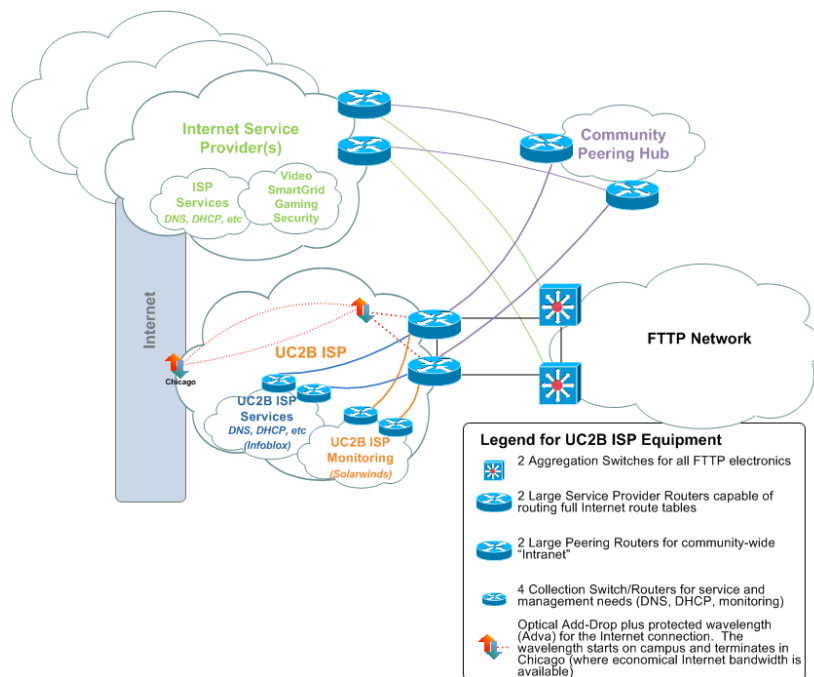 Internet Service
Provider(s)
ISP
Services
DNS, DHCP, etc
Video
SmartGrid
Gaming
Security
Community
Peering Hub
Internet
Chicago
UC2B ISP
UC2B ISP
Services
DNS, DHCP, etc
(Infoblox)
UC2B ISP
Monitoring
(Solarwinds)
FTTP Network
Legend for UC2B ISP Equipment
2 Aggregation Switches for all FTTP electronics
2 Large Service Provider Routers capable of
routing full Internet route tables
2 Large Peering Routers for community-wide
“Intranet”
4 Collection Switch/Routers for service and
management needs (DNS, DHCP, monitoring)
Optical Add-Drop plus protected wavelength
(Adva) for the Internet connection. The
wavelength starts on campus and terminates in
Chicago (where economical Internet bandwidth is
available)